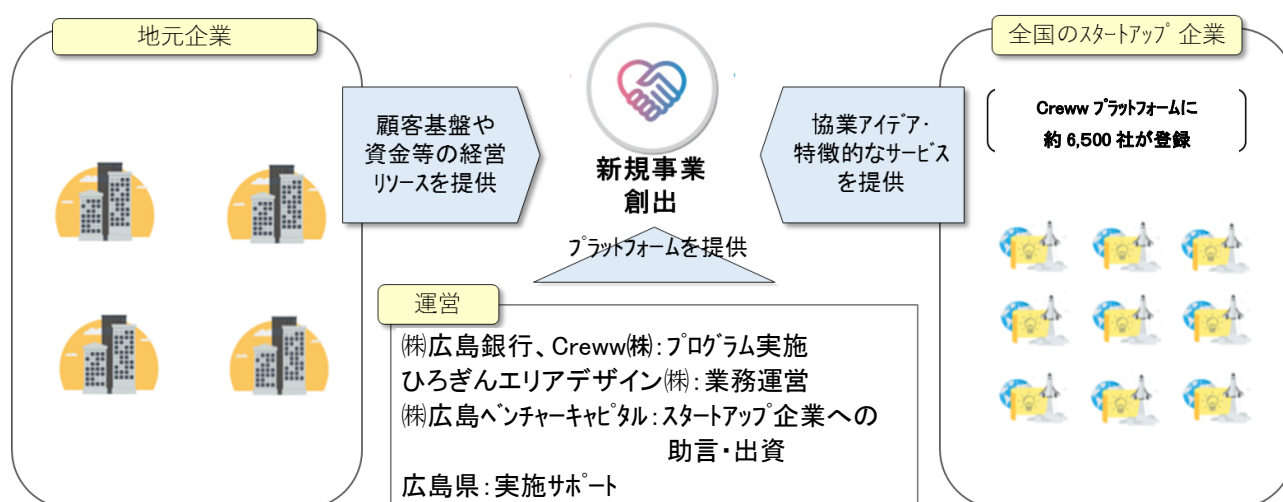 地元企業
顧客基盤や
資金等の経営
ﾘｿｰｽを提供
新規事業
創出
ﾌﾟﾗｯﾄﾌｫｰﾑを提供
協業ｱｲﾃﾞｱ・
特徴的なｻｰﾋﾞｽ
を提供
全国のｽﾀｰﾄｱｯﾌﾟ企業
Creww ﾌﾟﾗｯﾄﾌｫｰﾑに
約 6,500 社が登録
運営
㈱広島銀行、Creww㈱：ﾌﾟﾛｸﾞﾗﾑ実施
ひろぎんエリアデザイン㈱：業務運営
㈱広島ﾍﾞﾝﾁｬｰｷｬﾋﾟﾀﾙ：ｽﾀｰﾄｱｯﾌﾟ企業への
助言・出資
広島県：実施ｻﾎﾟｰﾄ